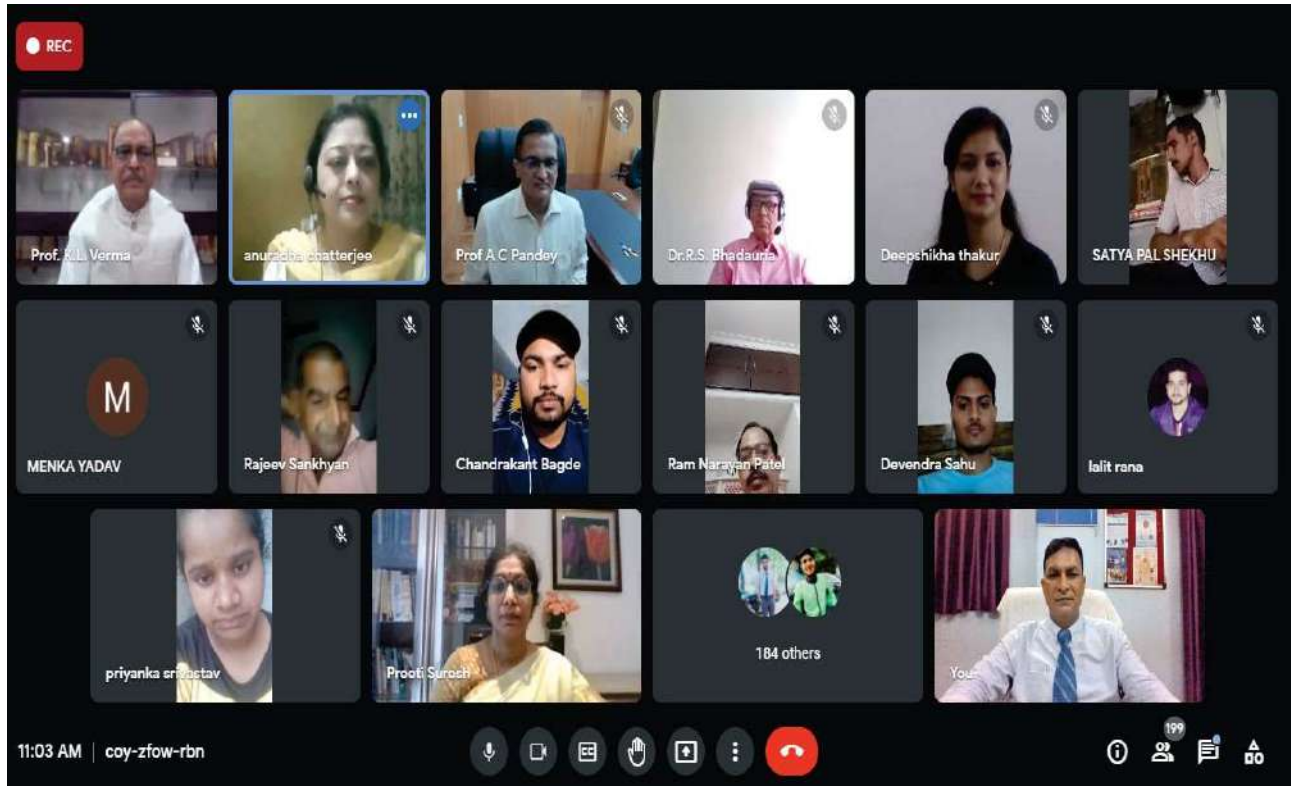 REC
Prof. K.L. Verma
anuradha chatterjee
Prof A C Pandey
Dr.R.S. Bhadauria
Deepshikha thakur
SATYA PAL SHEKHU
M
MENKA YADAV
Rajeev Sankhyan
Chandrakant Bagde
Ram Narayan Patel
Devendra Sahu
lalit rana
priyanka srivastav
Preeti Suresh
184 others
You
11:03 AM | coy-zfow-rbn
CC
199